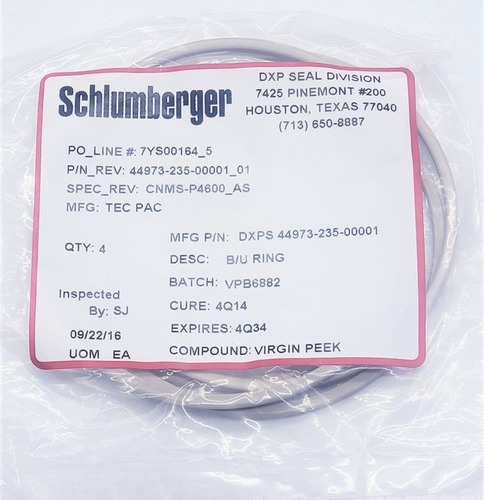 Schlumberger
DXP SEAL DIVISION
7425 PINEMONT #200
HOUSTON, TEXAS 77040
(713) 650-8887
PO_LINE #: 7YS00164_5
P/N_REV: 44973-235-00001_01
SPEC_REV: CNMS-P4600_AS
MFG: TEC PAC
QTY: 4
MFG P/N: DXPS 44973-235-00001
DESC: B/U RING
BATCH: VPB6882
CURE: 4Q14
EXPIRES: 4Q34
COMPOUND: VIRGIN PEEK
Inspected
By: SJ
09/22/16
UOM EA